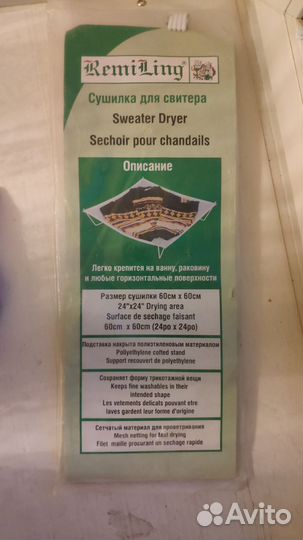 RemiLing
Сушилка для свитера
Sweater Dryer
Sechoir pour chandails
Описание
Легко крепится на ванну, раковину
и любые горизонтальные поверхности
Размер сушилки 60см х 60см
24"x24" Drying area
Surface de sechage faisant
60cm x 60cm (24po x 24po)
Подставка накрыта полиэтиленовым материалом
Polyethylene cofted stand
Support recouvert de polyethylene
Сохраняет форму трикотажной вещи
Keeps fine washables in their
intended shape
Les vetements delicats pouvant etre
laves gardent leur forme d'origine
Сетчатый материал для проветривания
Mesh netting for faut drying
Filet maille procurant un sechage rapide
Avito